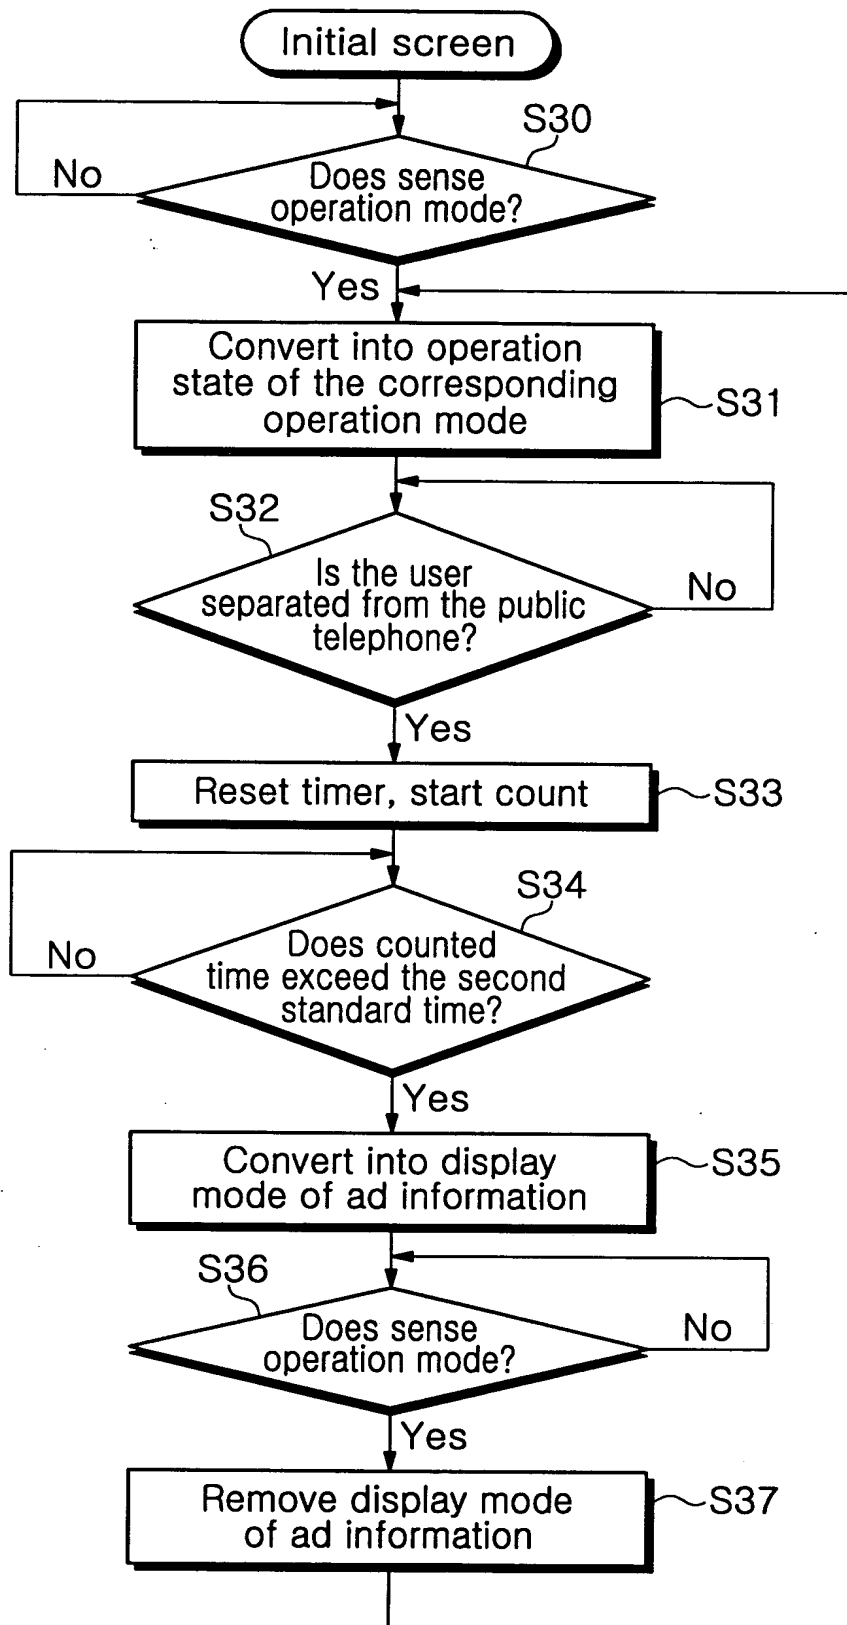 Initial screen
S30
No
Does sense
operation mode?
Yes
Convert into operation
state of the corresponding
operation mode
S31
S32
Is the user
separated from the public
telephone?
No
Yes
Reset timer, start count
S33
S34
No
Does counted
time exceed the second
standard time?
Yes
Convert into display
mode of ad information
S35
S36
Does sense
operation mode?
No
Yes
Remove display mode
of ad information
S37